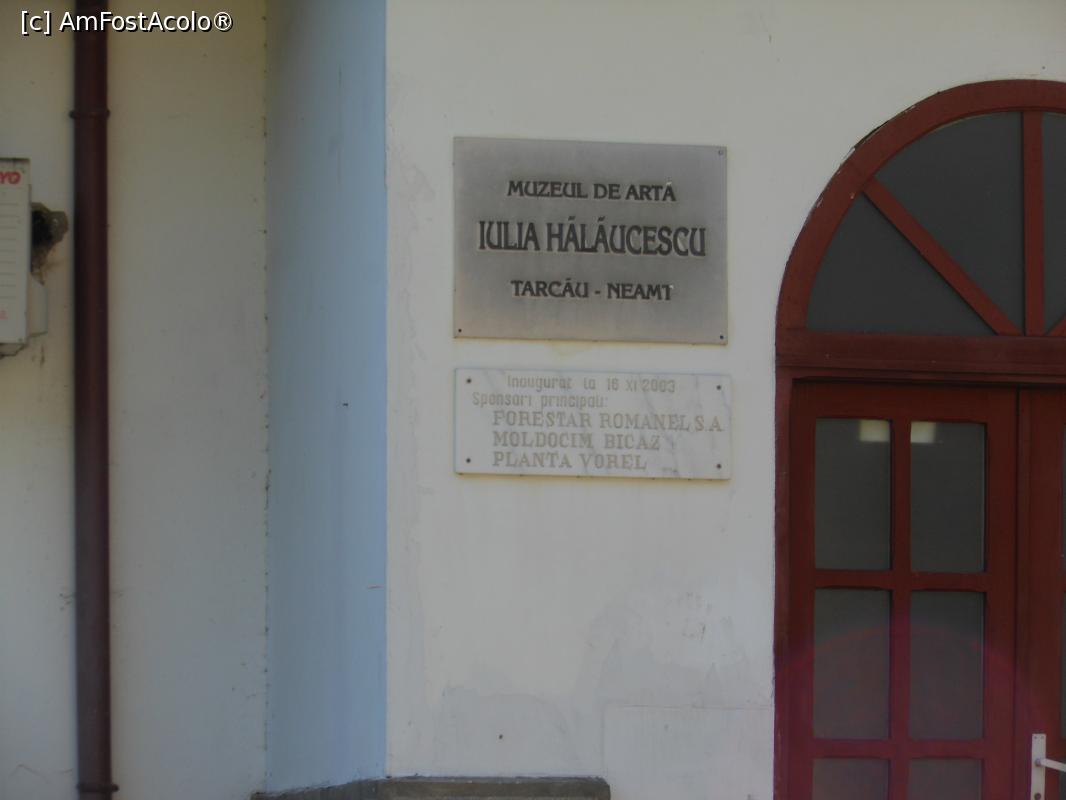 [c] AmFostAcolo®
MUZEUL DE ARTĂ
IULIA HĂLĂUCESCU
TARCĂU - NEAMŢ
Inaugurat la 16 XI 2003
Sponsori principali:
FORESTAR ROMANEL S.A
MOLDOCIM BICAZ
PLANTA VOREL